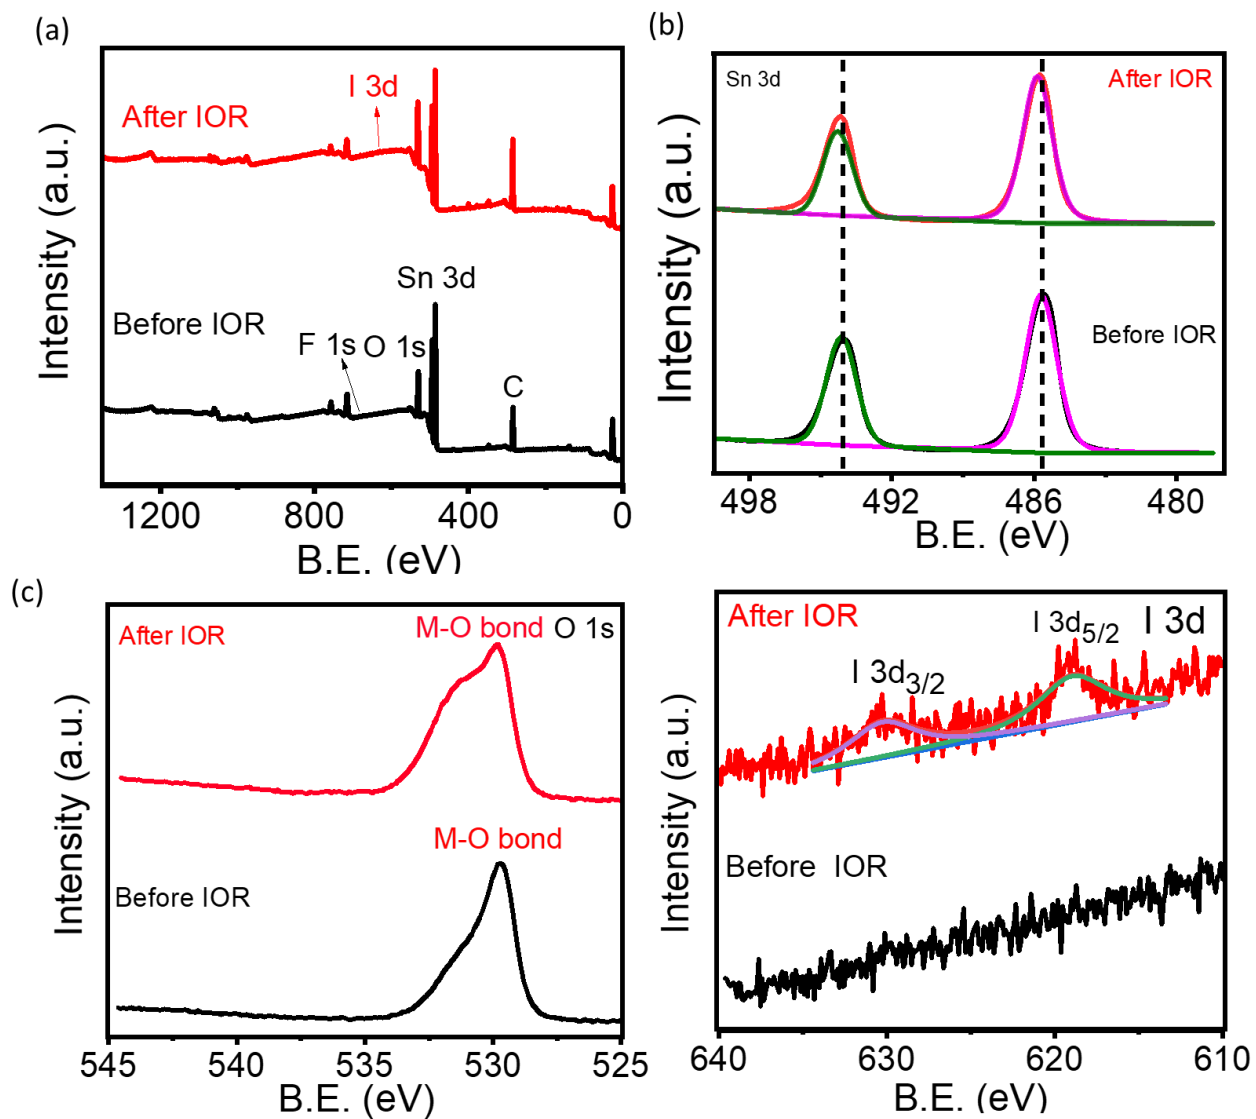 (a)
Intensity (a.u.)
After IOR
I 3d
Before IOR
F 1s
O 1s
Sn 3d
C
1200
800
400
0
B.E. (eV)
(b)
Intensity (a.u.)
Sn 3d
After IOR
Before IOR
498
492
486
480
B.E. (eV)
(c)
Intensity (a.u.)
After IOR
M-O bond
O 1s
M-O bond
Before IOR
545
540
535
530
525
B.E. (eV)
Intensity (a.u.)
After IOR
I 3d5/2
I 3d
I 3d3/2
Before IOR
640
630
620
610
B.E. (eV)